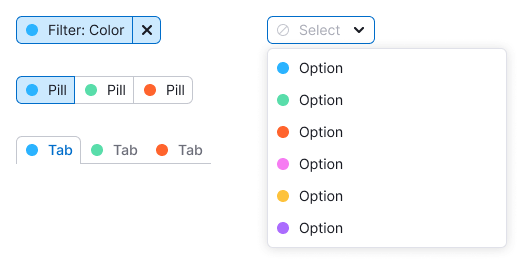 Filter: Color
Select
Option
Pill Pill Pill
Option
Option
Tab Tab Tab
Option
Option
Option